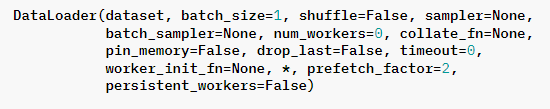 DataLoader(dataset, batch_size=1, shuffle=False, sampler=None,
           batch_sampler=None, num_workers=0, collate_fn=None,
           pin_memory=False, drop_last=False, timeout=0,
           worker_init_fn=None, *, prefetch_factor=2,
           persistent_workers=False)